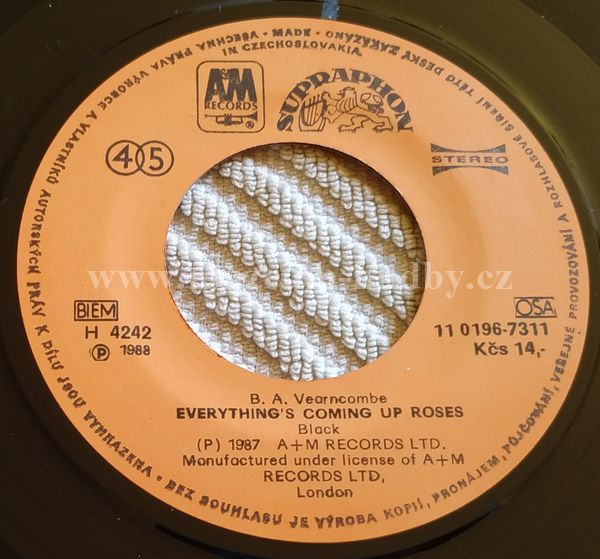 VŠECHNA PRÁVA VÝROBCE A VLASTNÍKŮ AUTORSKÝCH PRÁV K DÍLU JSOU VYHRAZENA · BEZ SOUHLASU JE VÝROBA KOPIÍ, PRONÁJEM, PŮJČOVÁNÍ, VEŘEJNÉ PROVOZOVÁNÍ A ROZHLASOVÉ ŠÍŘENÍ TÉTO DESKY ZAKÁZÁNO · MADE
IN CZECHOSLOVAKIA
A&M
RECORDS
SUPRAPHON
45
STEREO
BIEM
OSA
H 4242
11 0196-7311
Ⓟ 1988
Kčs 14,-
B. A. Vearncombe
EVERYTHING'S COMING UP ROSES
Black
(P) 1987 A+M RECORDS LTD.
Manufactured under license of A+M
RECORDS LTD,
London